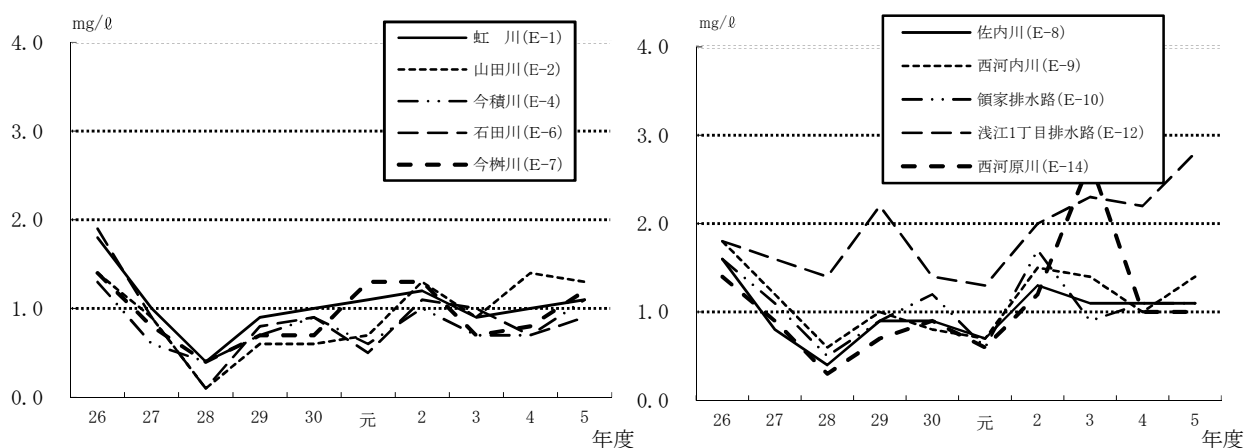 mg/ℓ
4.0
3.0
2.0
1.0
0.0
虹　川(E-1)
山田川(E-2)
今積川(E-4)
石田川(E-6)
今桝川(E-7)
26 27 28 29 30 元 2 3 4 5
年度
mg/ℓ
4.0
3.0
2.0
1.0
0.0
佐内川(E-8)
西河内川(E-9)
領家排水路(E-10)
浅江1丁目排水路(E-12)
西河原川(E-14)
26 27 28 29 30 元 2 3 4 5
年度